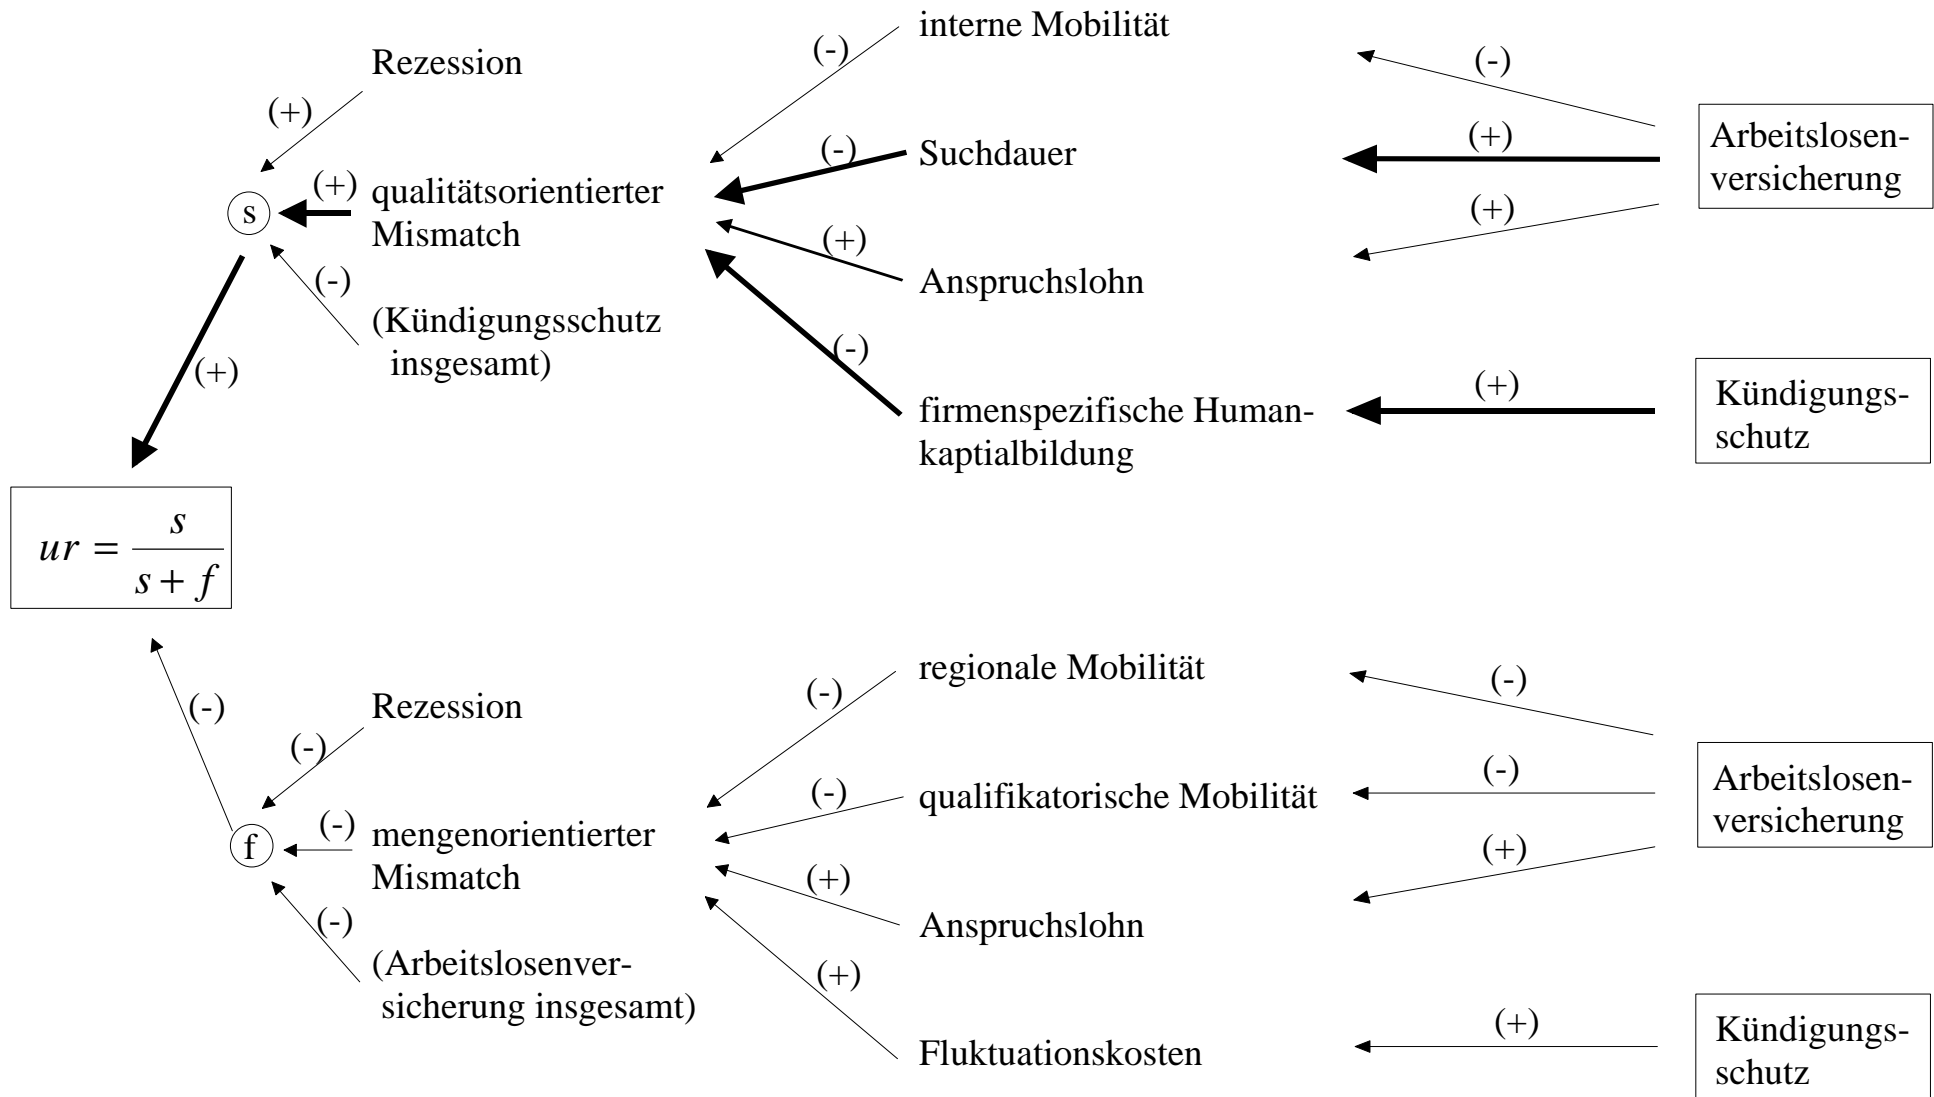 interne Mobilität
Rezession
(-)
(-)
(+)
Suchdauer
(-)
(+)
Arbeitslosen-
versicherung
(+)
qualitätsorientierter
Mismatch
s
(+)
(+)
Anspruchslohn
(-)
(Kündigungsschutz
insgesamt)
(+)
(-)
firmenspezifische Human-
kaptialbildung
(+)
Kündigungs-
schutz
ur = s / s + f
regionale Mobilität
Rezession
(-)
(-)
(-)
(-)
qualifikatorische Mobilität
(-)
(-)
Arbeitslosen-
versicherung
f
(-)
mengenorientierter
Mismatch
(+)
(+)
Anspruchslohn
(-)
(Arbeitslosenver-
sicherung insgesamt)
(+)
Fluktuationskosten
(+)
Kündigungs-
schutz